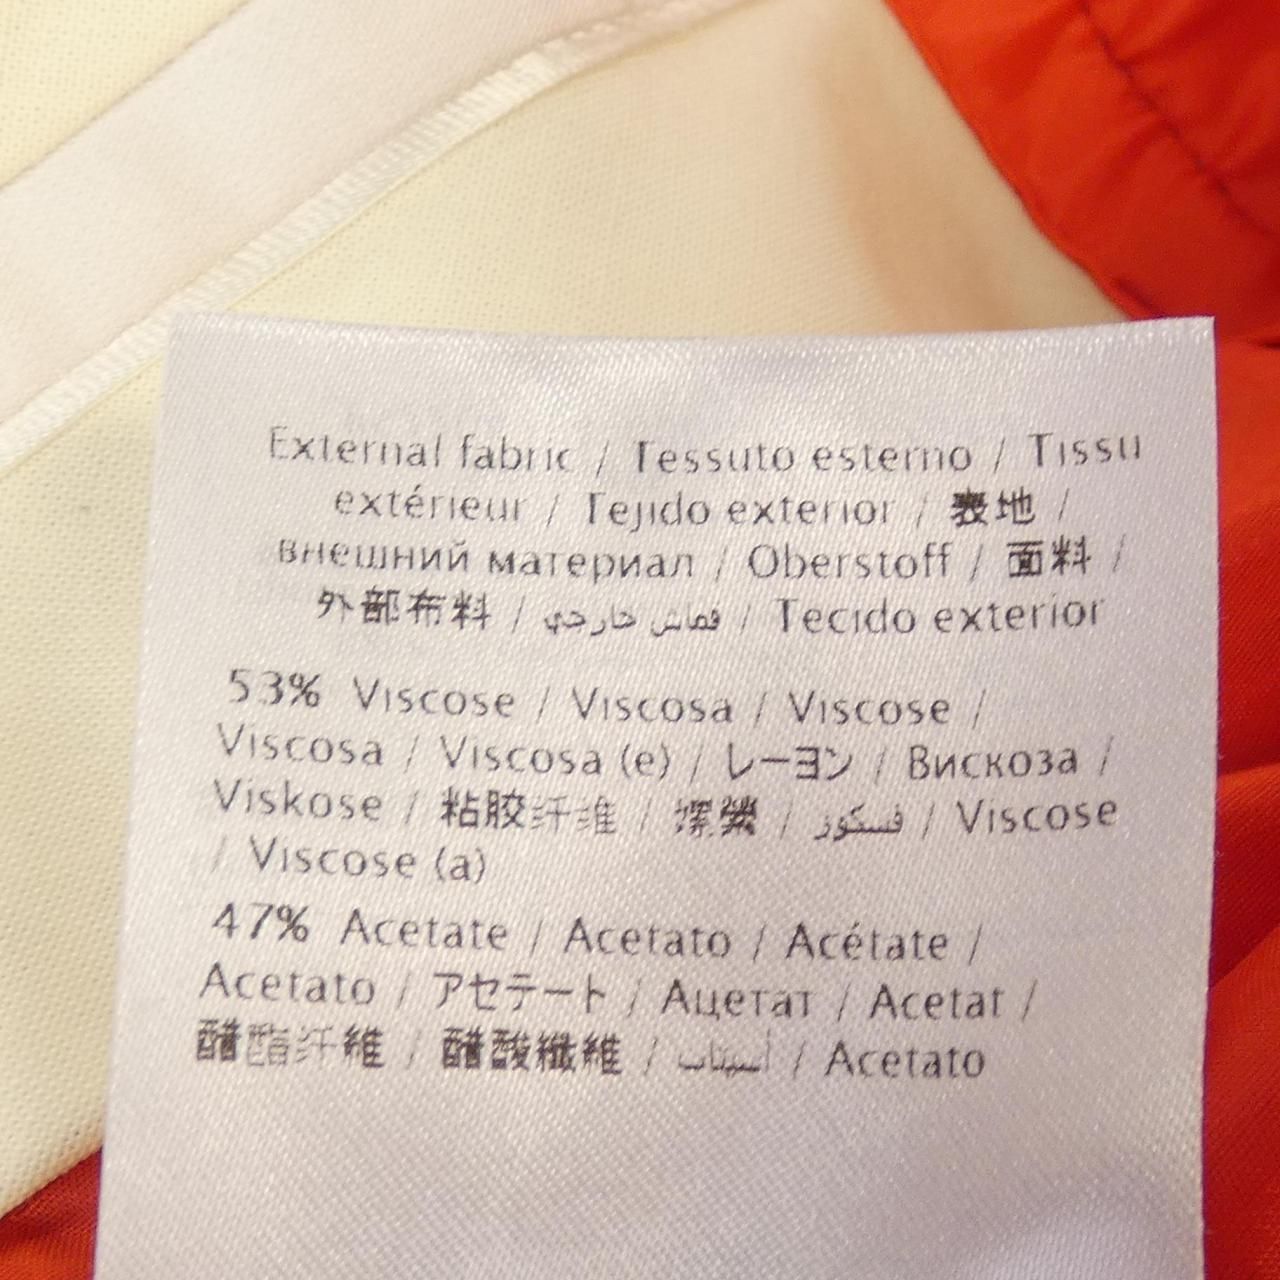 External fabric / Tessuto esterno / Tissu
extérieur / Tejido exterior / 表地 /
внешний материал / Oberstoff / 面料 /
外部布料 / قماش خارجي / Tecido exterior
53% Viscose / Viscosa / Viscose /
Viscosa / Viscosa (e) / レーヨン / Вискоза /
Viskose / 粘胶纤维 / 嫘縈 / فسكوز / Viscose
/ Viscose (a)
47% Acetate / Acetato / Acétate /
Acetato / アセテート / Ацетат / Acetat /
醋酯纤維 / 醋酸纖維 / أسيتات / Acetato